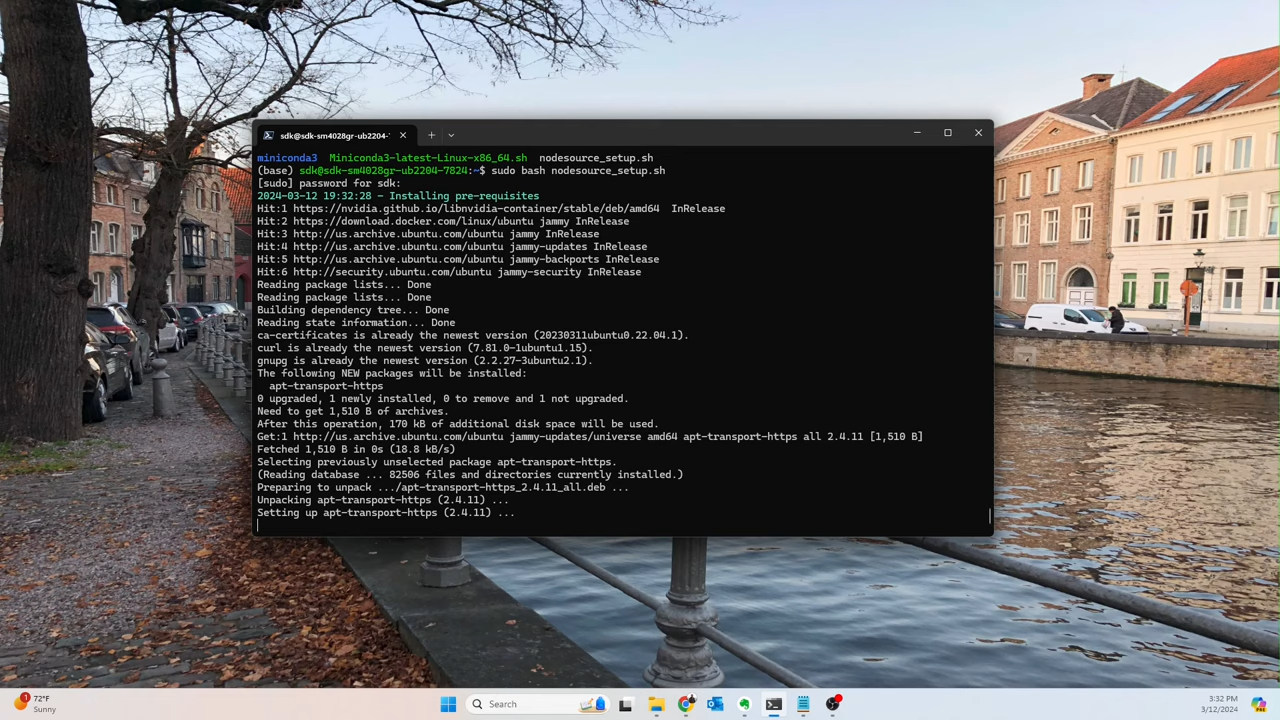 sdk@sdk-sm4028gr-ub2204-
miniconda3  Miniconda3-latest-Linux-x86_64.sh  nodesource_setup.sh
(base) sdk@sdk-sm4028gr-ub2204-7824:~$ sudo bash nodesource_setup.sh
[sudo] password for sdk:
2024-03-12 19:32:28 - Installing pre-requisites
Hit:1 https://nvidia.github.io/libnvidia-container/stable/deb/amd64  InRelease
Hit:2 https://download.docker.com/linux/ubuntu jammy InRelease
Hit:3 http://us.archive.ubuntu.com/ubuntu jammy InRelease
Hit:4 http://us.archive.ubuntu.com/ubuntu jammy-updates InRelease
Hit:5 http://us.archive.ubuntu.com/ubuntu jammy-backports InRelease
Hit:6 http://security.ubuntu.com/ubuntu jammy-security InRelease
Reading package lists... Done
Reading package lists... Done
Building dependency tree... Done
Reading state information... Done
ca-certificates is already the newest version (20230311ubuntu0.22.04.1).
curl is already the newest version (7.81.0-1ubuntu1.15).
gnupg is already the newest version (2.2.27-3ubuntu2.1).
The following NEW packages will be installed:
  apt-transport-https
0 upgraded, 1 newly installed, 0 to remove and 1 not upgraded.
Need to get 1,510 B of archives.
After this operation, 170 kB of additional disk space will be used.
Get:1 http://us.archive.ubuntu.com/ubuntu jammy-updates/universe amd64 apt-transport-https all 2.4.11 [1,510 B]
Fetched 1,510 B in 0s (18.8 kB/s)
Selecting previously unselected package apt-transport-https.
(Reading database ... 82506 files and directories currently installed.)
Preparing to unpack .../apt-transport-https_2.4.11_all.deb ...
Unpacking apt-transport-https (2.4.11) ...
Setting up apt-transport-https (2.4.11) ...
1
72°F
Sunny
Search
3:32 PM
3/12/2024